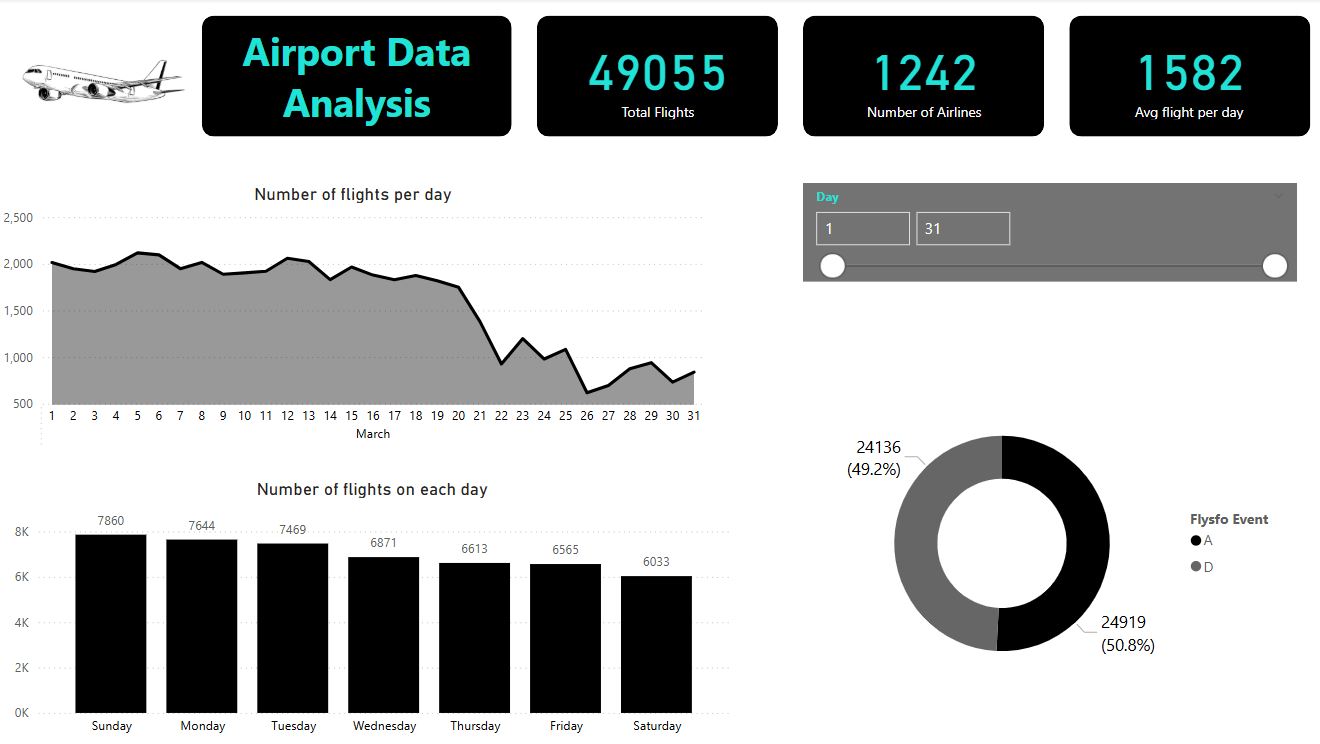 Airport Data
Analysis
49055
Total Flights
1242
Number of Airlines
1582
Avg flight per day
Number of flights per day
2,500
2,000
1,500
1,000
500
1 2 3 4 5 6 7 8 9 10 11 12 13 14 15 16 17 18 19 20 21 22 23 24 25 26 27 28 29 30 31
March
Day
1 31
Number of flights on each day
8K
6K
4K
2K
0K
7860 7644 7469 6871 6613 6565 6033
Sunday Monday Tuesday Wednesday Thursday Friday Saturday
24136
(49.2%)
24919
(50.8%)
Flysfo Event
A
D